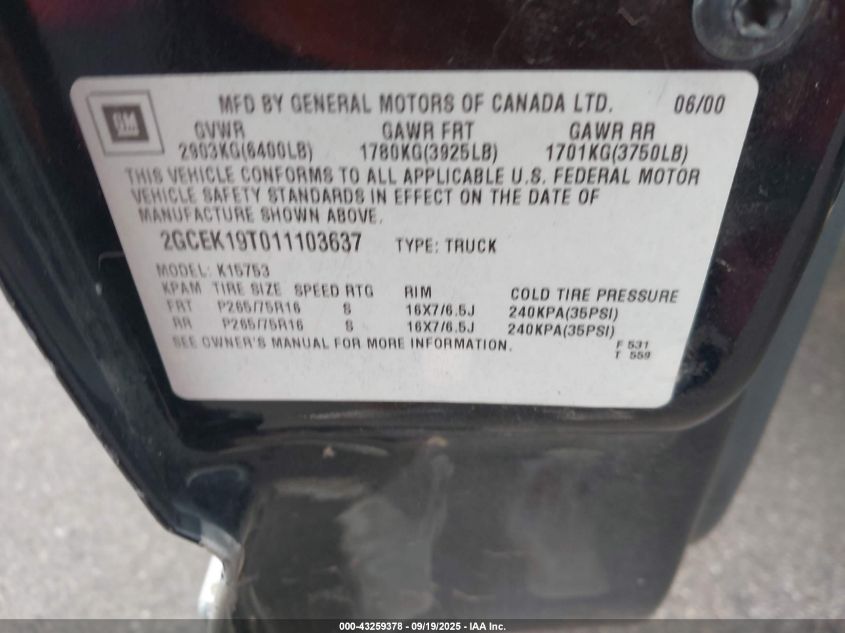 GM
MFD BY GENERAL MOTORS OF CANADA LTD. 06/00
GVWR GAWR FRT GAWR RR
2903KG(6400LB) 1780KG(3925LB) 1701KG(3750LB)
THIS VEHICLE CONFORMS TO ALL APPLICABLE U.S. FEDERAL MOTOR
VEHICLE SAFETY STANDARDS IN EFFECT ON THE DATE OF
MANUFACTURE SHOWN ABOVE.
2GCEK19T011103637 TYPE: TRUCK
MODEL: K15753
KPAM TIRE SIZE SPEED RTG RIM COLD TIRE PRESSURE
FRT P265/75R16 S 16X7/6.5J 240KPA(35PSI)
RR P265/75R16 S 16X7/6.5J 240KPA(35PSI)
SEE OWNER'S MANUAL FOR MORE INFORMATION.
F 531
T 559
000-43259378 - 09/19/2025 - IAA Inc.